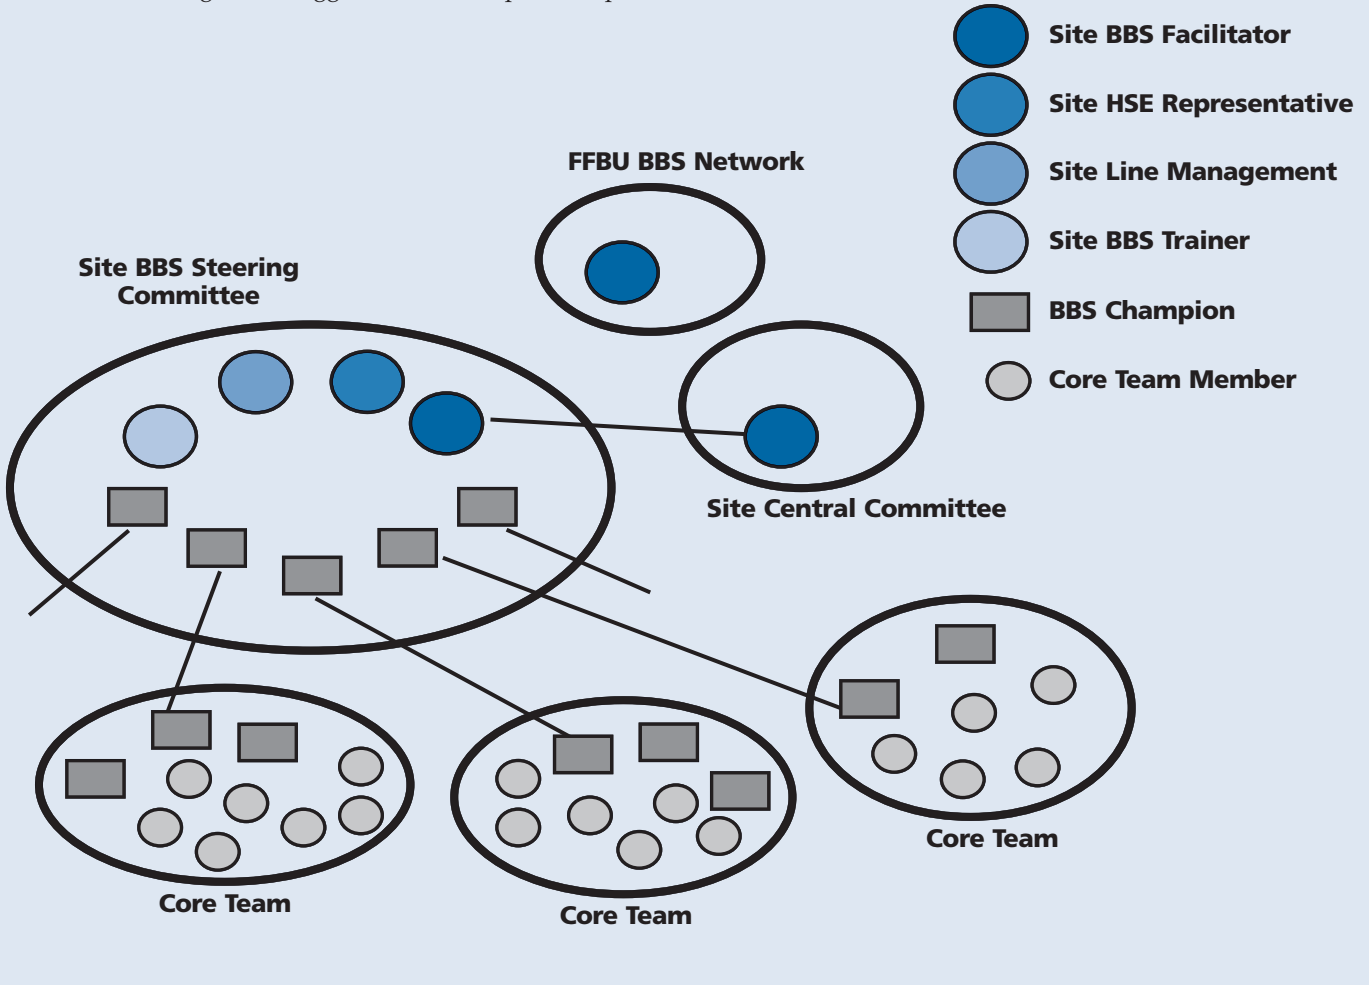 Site BBS Facilitator
Site HSE Representative
FFBU BBS Network
Site Line Management
Site BBS Trainer
Site BBS Steering
Committee
BBS Champion
Core Team Member
Site Central Committee
Core Team
Core Team
Core Team